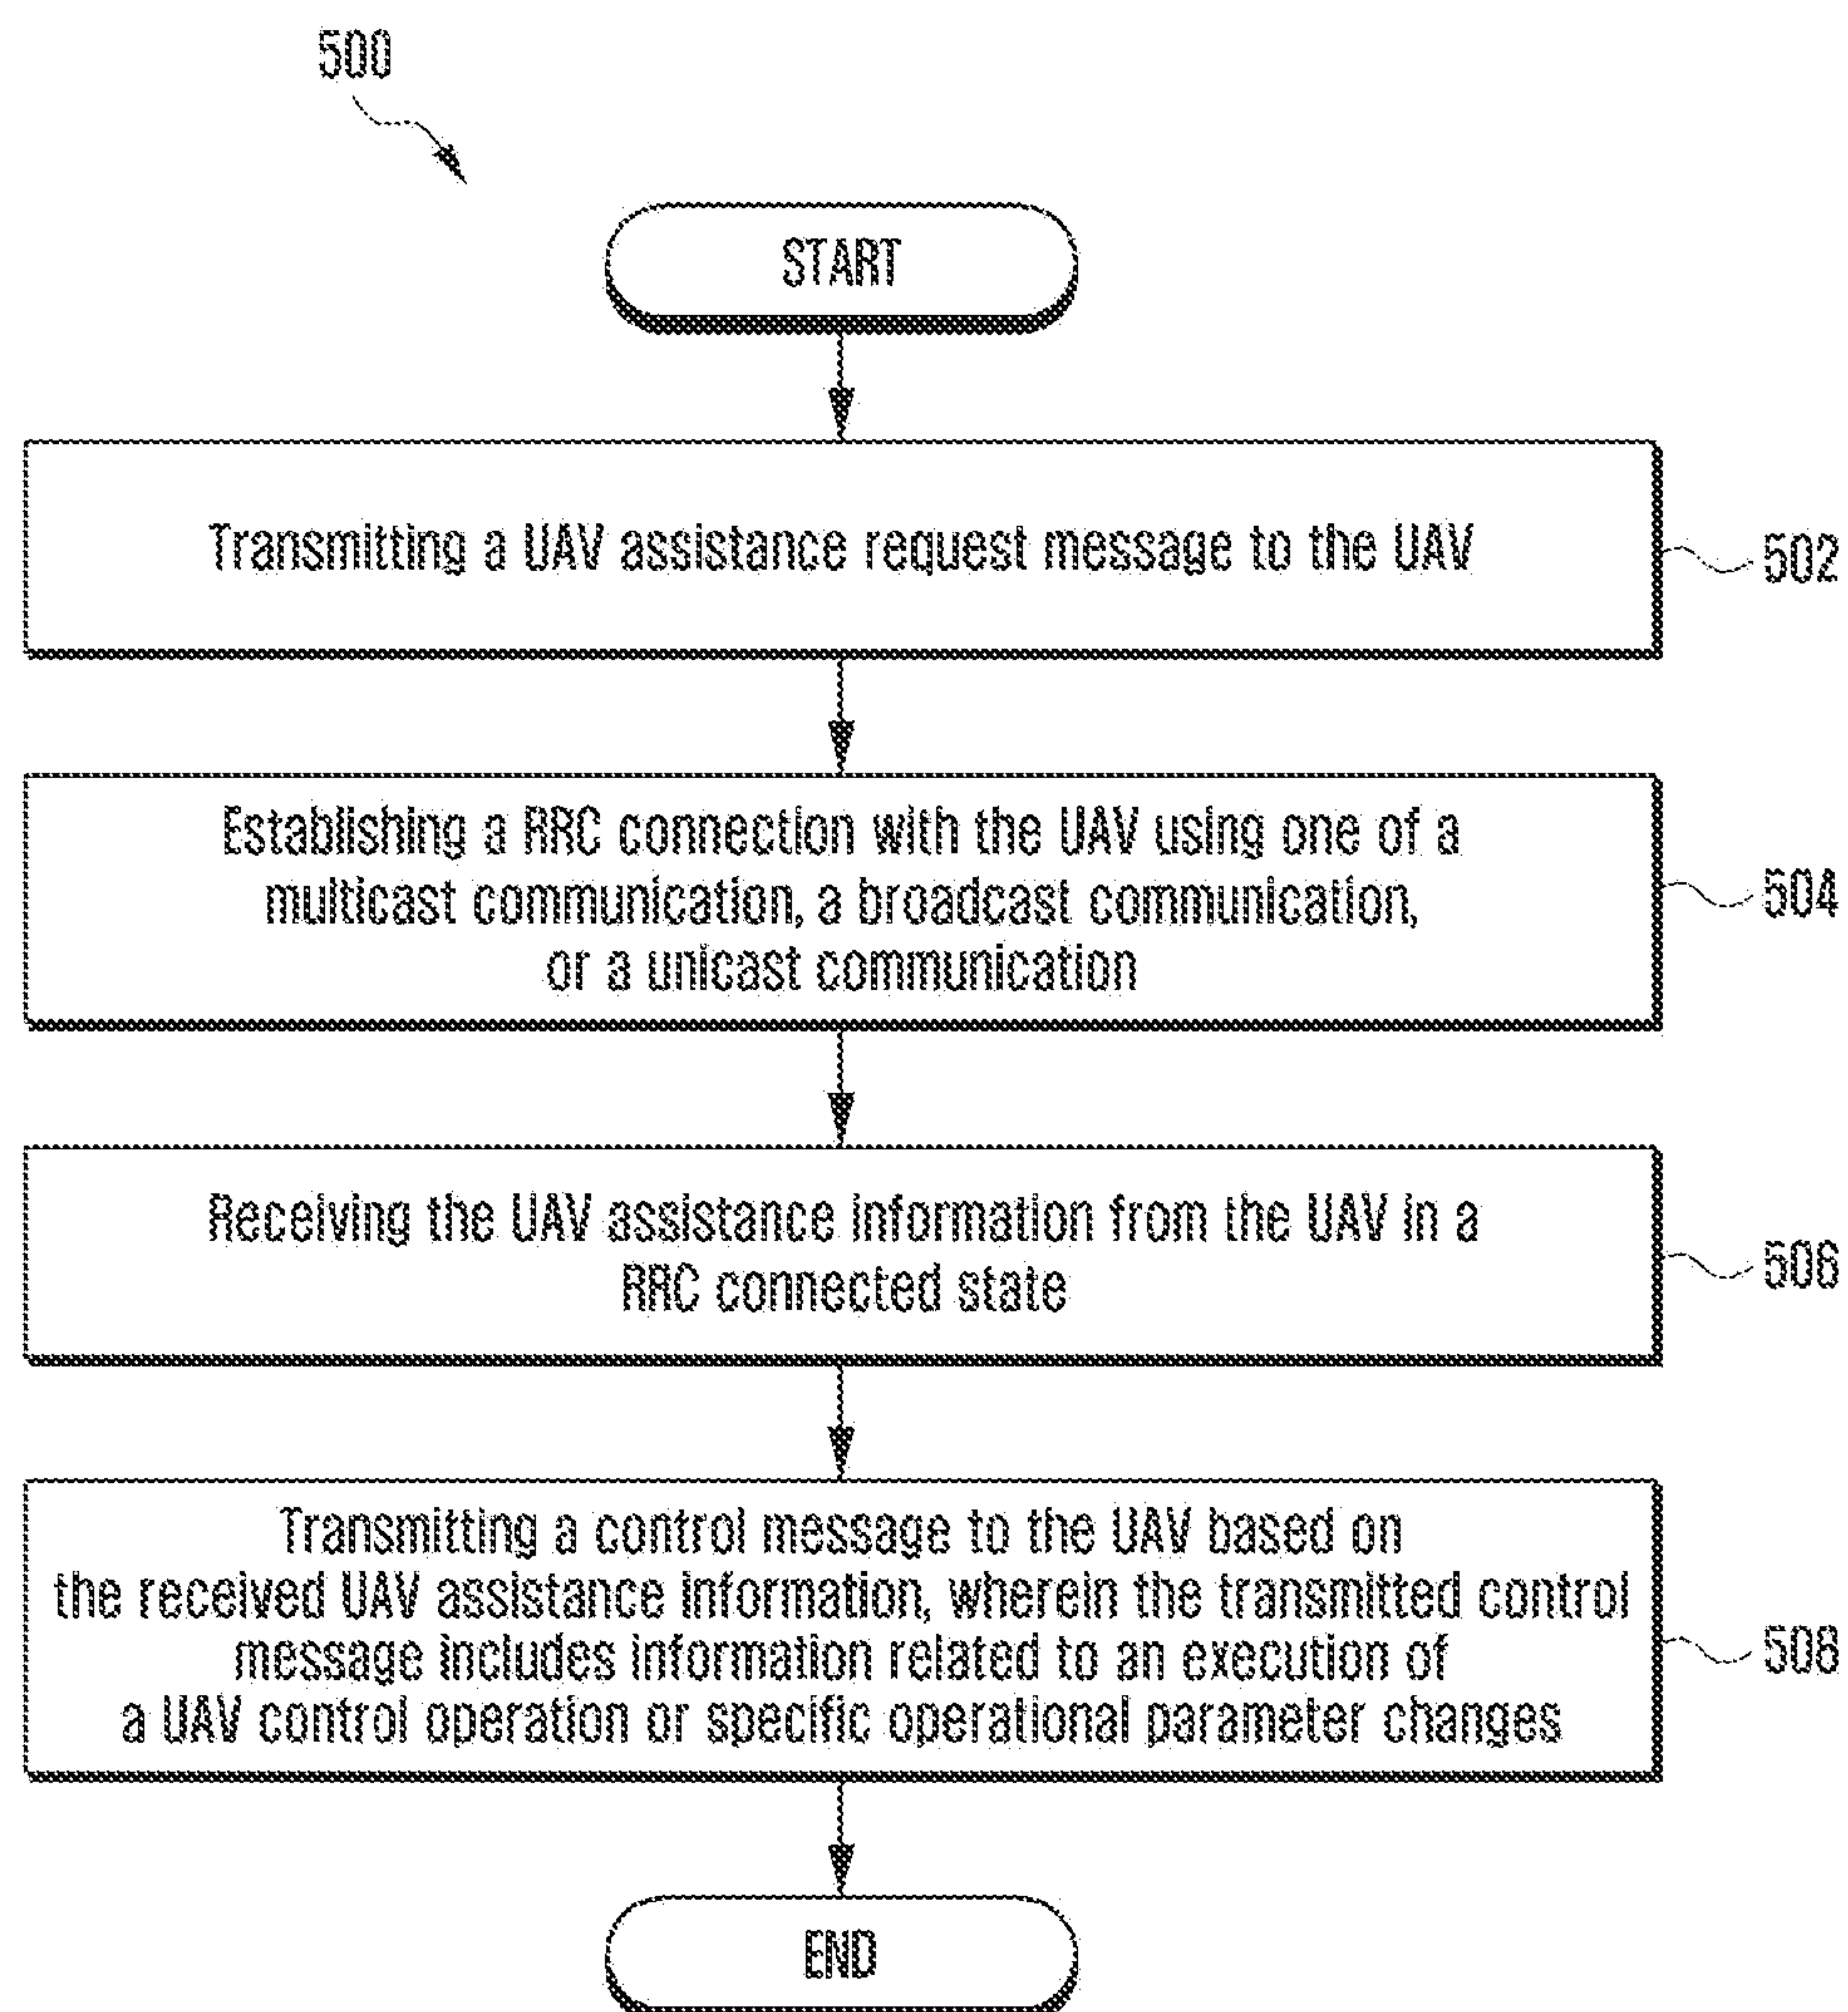 500
START
Transmitting a UAV assistance request message to the UAV
502
Establishing a RRC connection with the UAV using one of a
multicast communication, a broadcast communication,
or a unicast communication
504
Receiving the UAV assistance information from the UAV in a
RRC connected state
506
Transmitting a control message to the UAV based on
the received UAV assistance information, wherein the transmitted control
message includes information related to an execution of
a UAV control operation or specific operational parameter changes
508
END